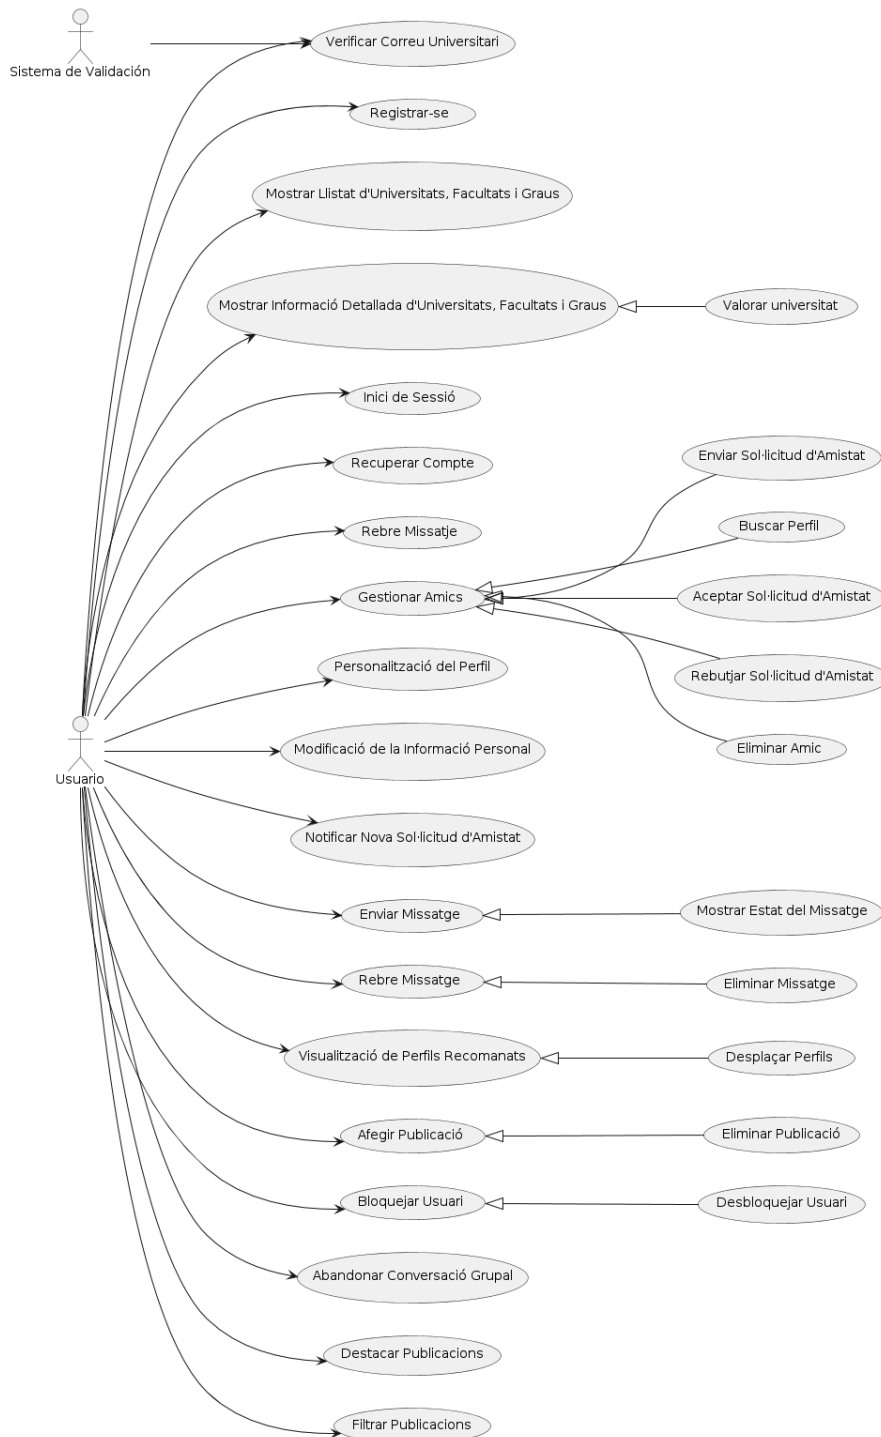 Sistema de Validación
Verificar Correu Universitari
Registrar-se
Mostrar Llistat d'Universitats, Facultats i Graus
Mostrar Informació Detallada d'Universitats, Facultats i Graus
Valorar universitat
Inici de Sessió
Recuperar Compte
Enviar Sol·licitud d'Amistat
Rebre Missatje
Buscar Perfil
Gestionar Amics
Aceptar Sol·licitud d'Amistat
Personalització del Perfil
Rebutjar Sol·licitud d'Amistat
Usuario
Modificació de la Informació Personal
Eliminar Amic
Notificar Nova Sol·licitud d'Amistat
Enviar Missatge
Mostrar Estat del Missatge
Rebre Missatge
Eliminar Missatge
Visualització de Perfils Recomanats
Desplaçar Perfils
Afegir Publicació
Eliminar Publicació
Bloquejar Usuari
Desbloquejar Usuari
Abandonar Conversació Grupal
Destacar Publicacions
Filtrar Publicacions